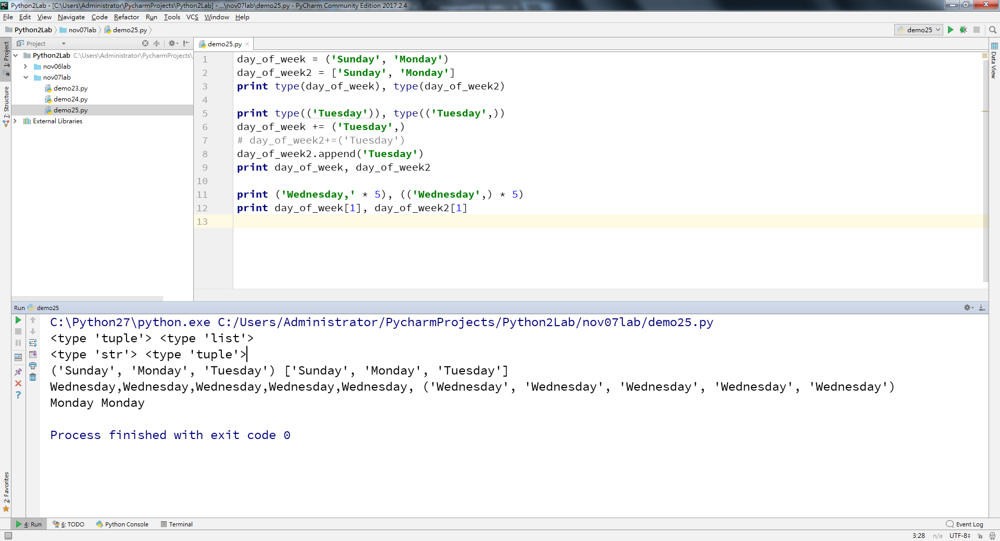 PC Python2Lab - [C:\Users\Administrator\PycharmProjects\Python2Lab] - ...\nov07lab\demo25.py - PyCharm Community Edition 2017.2.4
File Edit View Navigate Code Refactor Run Tools VCS Window Help
Python2Lab nov07lab demo25.py
demo25
1: Project
7: Structure
2: Favorites
Data View
Project
Python2Lab C:\Users\Administrator\PycharmProjects\
nov06lab
nov07lab
demo23.py
demo24.py
demo25.py
External Libraries
demo25.py
1 day_of_week = ('Sunday', 'Monday')
2 day_of_week2 = ['Sunday', 'Monday']
3 print type(day_of_week), type(day_of_week2)
4
5 print type(('Tuesday')), type(('Tuesday',))
6 day_of_week += ('Tuesday',)
7 # day_of_week2+=('Tuesday')
8 day_of_week2.append('Tuesday')
9 print day_of_week, day_of_week2
10
11 print ('Wednesday,' * 5), (('Wednesday',) * 5)
12 print day_of_week[1], day_of_week2[1]
13
Run demo25
C:\Python27\python.exe C:/Users/Administrator/PycharmProjects/Python2Lab/nov07lab/demo25.py
<type 'tuple'> <type 'list'>
<type 'str'> <type 'tuple'>
('Sunday', 'Monday', 'Tuesday') ['Sunday', 'Monday', 'Tuesday']
Wednesday,Wednesday,Wednesday,Wednesday,Wednesday, ('Wednesday', 'Wednesday', 'Wednesday', 'Wednesday', 'Wednesday')
Monday Monday
Process finished with exit code 0
4: Run 6: TODO Python Console Terminal Event Log
3:28 n/a UTF-8